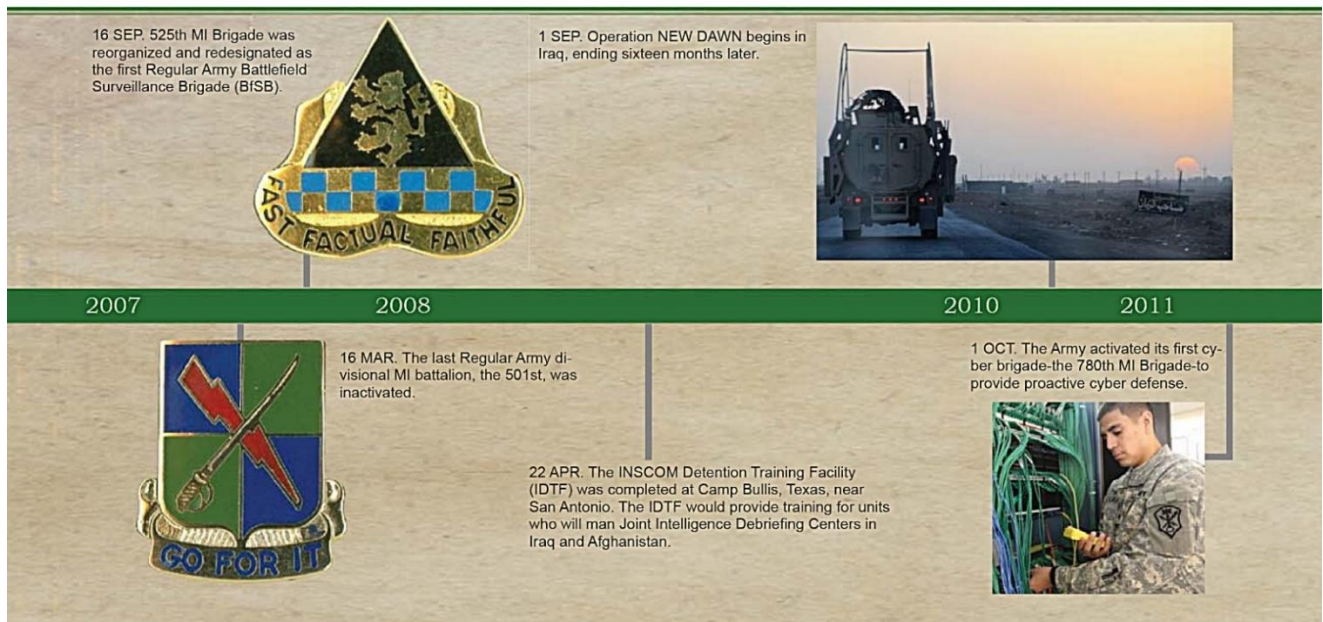 16 SEP. 525th MI Brigade was
reorganized and redesignated as
the first Regular Army Battlefield
Surveillance Brigade (BfSB).
FAST FACTUAL FAITHFUL
1 SEP. Operation NEW DAWN begins in
Iraq, ending sixteen months later.
2007
2008
2010
2011
GO FOR IT
16 MAR. The last Regular Army di-
visional MI battalion, the 501st, was
inactivated.
22 APR. The INSCOM Detention Training Facility
(IDTF) was completed at Camp Bullis, Texas, near
San Antonio. The IDTF would provide training for units
who will man Joint Intelligence Debriefing Centers in
Iraq and Afghanistan.
1 OCT. The Army activated its first cy-
ber brigade-the 780th MI Brigade-to
provide proactive cyber defense.